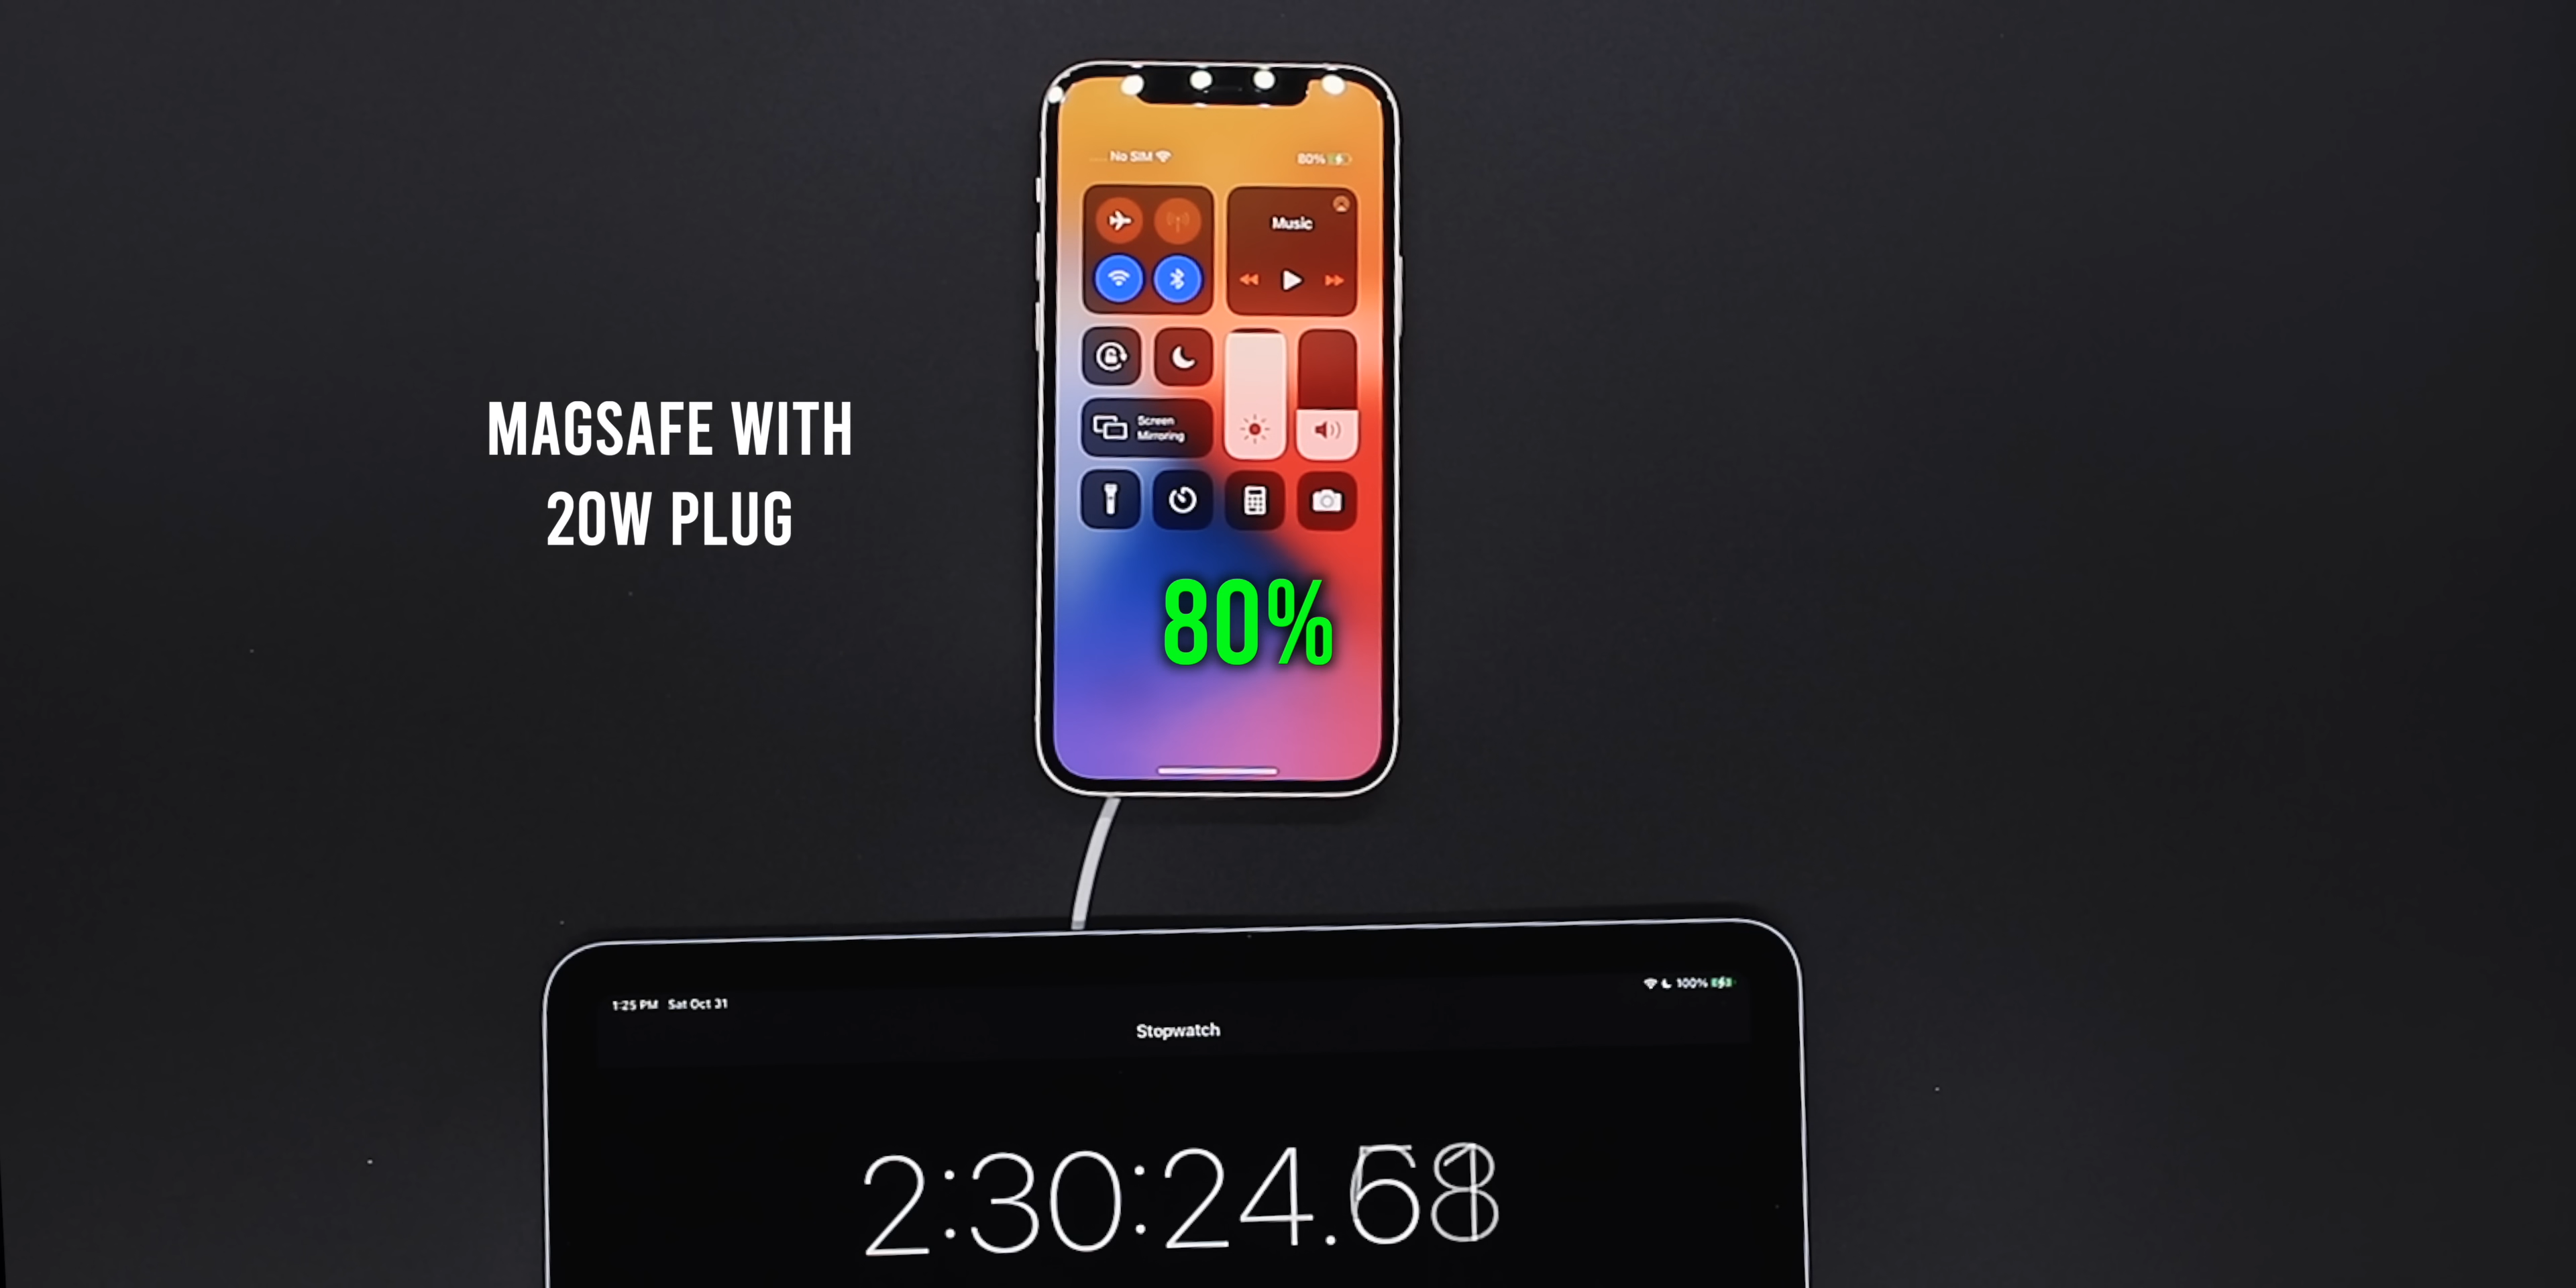 No SIM
80%
Music
MAGSAFE WITH
20W PLUG
Screen
Mirroring
80%
1:25 PM Sat Oct 31
100%
Stopwatch
2:30:24.